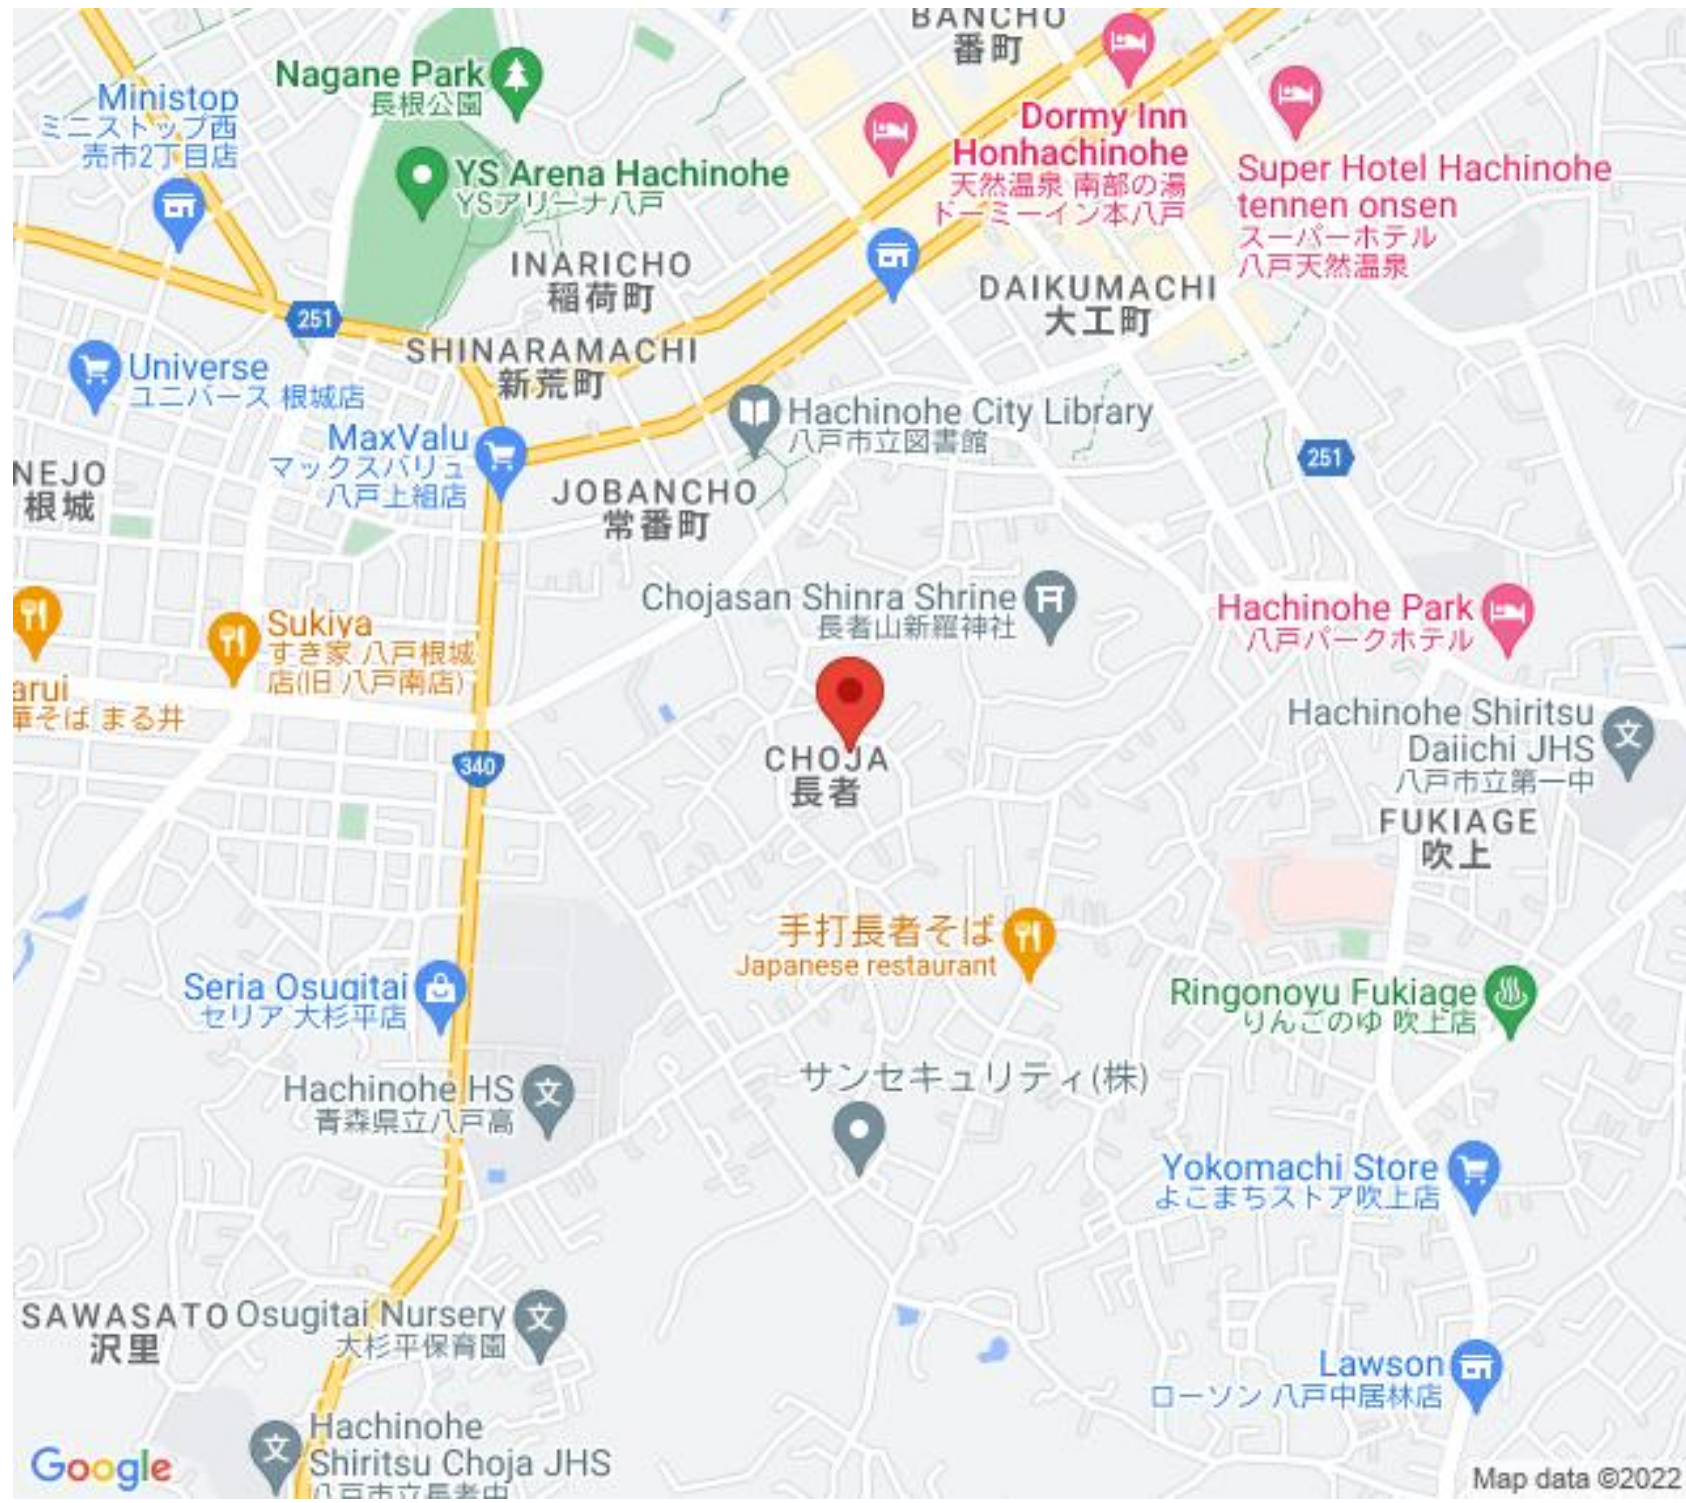 BANCHO
番町
Nagane Park
長根公園
Ministop
ミニストップ西
売市2丁目店
Dormy Inn
Honhachinohe
天然温泉 南部の湯
ドーミーイン本八戸
YS Arena Hachinohe
YSアリーナ八戸
Super Hotel Hachinohe
tennen onsen
スーパーホテル
八戸天然温泉
INARICHO
稲荷町
DAIKUMACHI
大工町
251
SHINARAMACHI
新荒町
Universe
ユニバース 根城店
Hachinohe City Library
八戸市立図書館
MaxValu
マックスバリュ
八戸上組店
251
NEJO
根城
JOBANCHO
常番町
Chojasan Shinra Shrine
長者山新羅神社
Hachinohe Park
八戸パークホテル
Sukiya
すき家 八戸根城
店(旧 八戸南店)
arui
華そば まる井
Hachinohe Shiritsu
Daiichi JHS
八戸市立第一中
CHOJA
長者
340
FUKIAGE
吹上
手打長者そば
Japanese restaurant
Seria Osugitai
セリア 大杉平店
Ringonoyu Fukiage
りんごのゆ 吹上店
Hachinohe HS
青森県立八戸高
サンセキュリティ(株)
Yokomachi Store
よこまちストア吹上店
SAWASATO
沢里
Osugitai Nursery
大杉平保育園
Lawson
ローソン 八戸中居林店
Hachinohe
Shiritsu Choja JHS
八戸市立長者中
Google
Map data ©2022